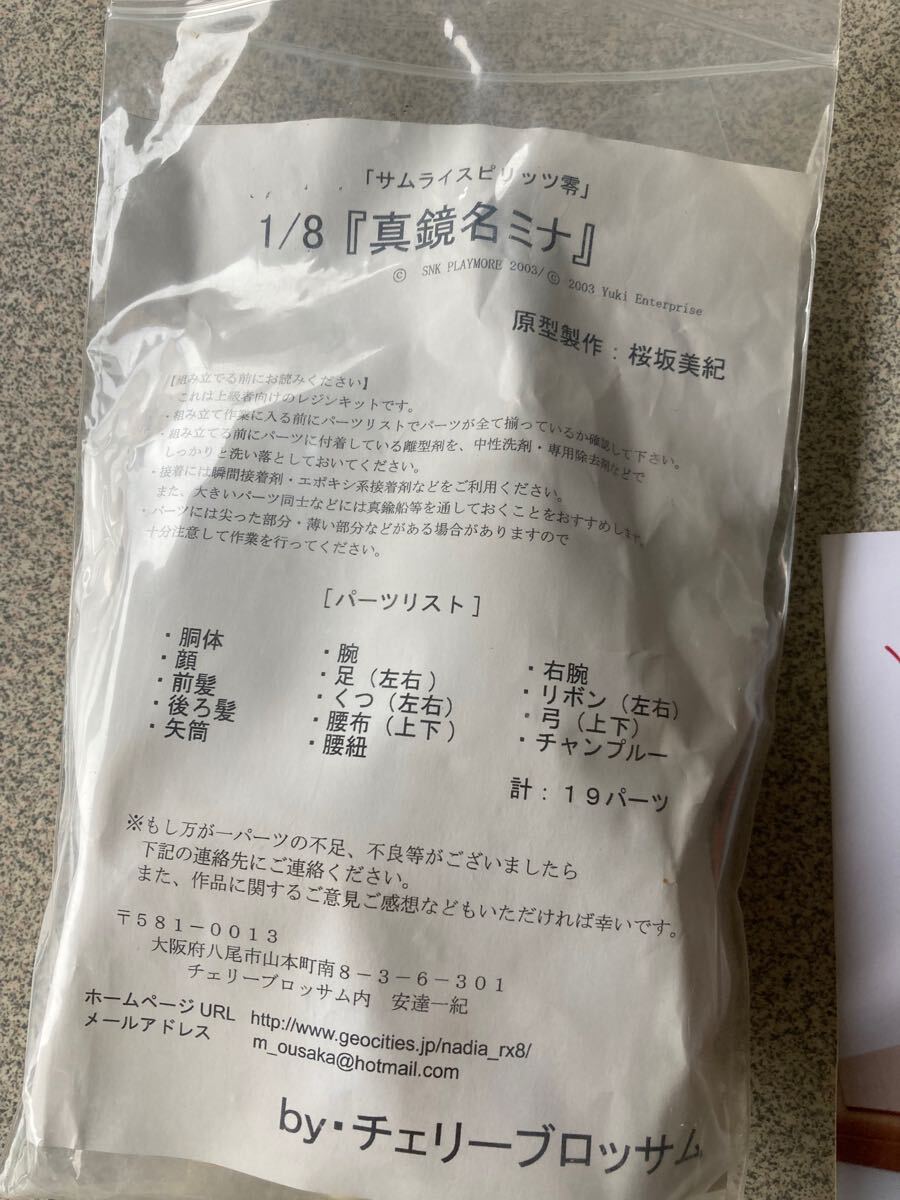 「サムライスピリッツ零」
1/8『真鏡名ミナ』
© SNK PLAYMORE 2003/© 2003 Yuki Enterprise
原型製作：桜坂美紀
【組み立てる前にお読みください】
これは上級者向けのレジンキットです。
・組み立て作業に入る前にパーツリストでパーツが全て揃っているか確認して下さい。
・組み立てる前にパーツに付着している離型剤を、中性洗剤・専用除去剤などで
しっかりと洗い落としておいてください。
・接着には瞬間接着剤・エポキシ系接着剤などをご利用ください。
また、大きいパーツ同士などには真鍮船等を通しておくことをおすすめします。
・パーツには尖った部分・薄い部分などがある場合がありますので
十分注意して作業を行ってください。
［パーツリスト］
・胴体
・顔
・前髪
・後ろ髪
・矢筒
・腕
・足（左右）
・くつ（左右）
・腰布（上下）
・腰紐
・右腕
・リボン（左右）
・弓（上下）
・チャンプルー
計：１９パーツ
※もし万が一パーツの不足、不良等がございましたら
下記の連絡先にご連絡ください。
また、作品に関するご意見ご感想などもいただければ幸いです。
〒５８１－００１３
大阪府八尾市山本町南８－３－６－３０１
チェリーブロッサム内　安達一紀
ホームページ URL http://www.geocities.jp/nadia_rx8/
メールアドレス m_ousaka@hotmail.com
by・チェリーブロッサム